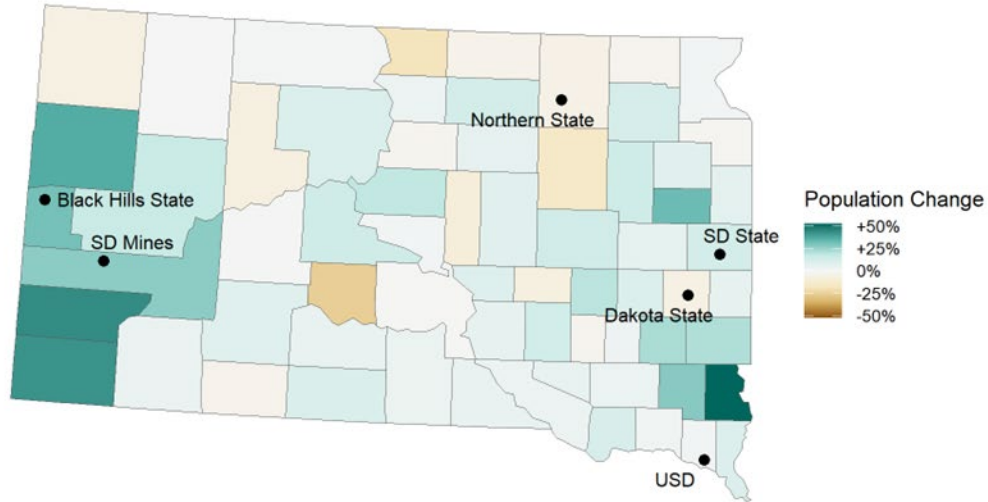 Northern State
Black Hills State
SD Mines
SD State
Dakota State
USD
Population Change
+50%
+25%
0%
-25%
-50%